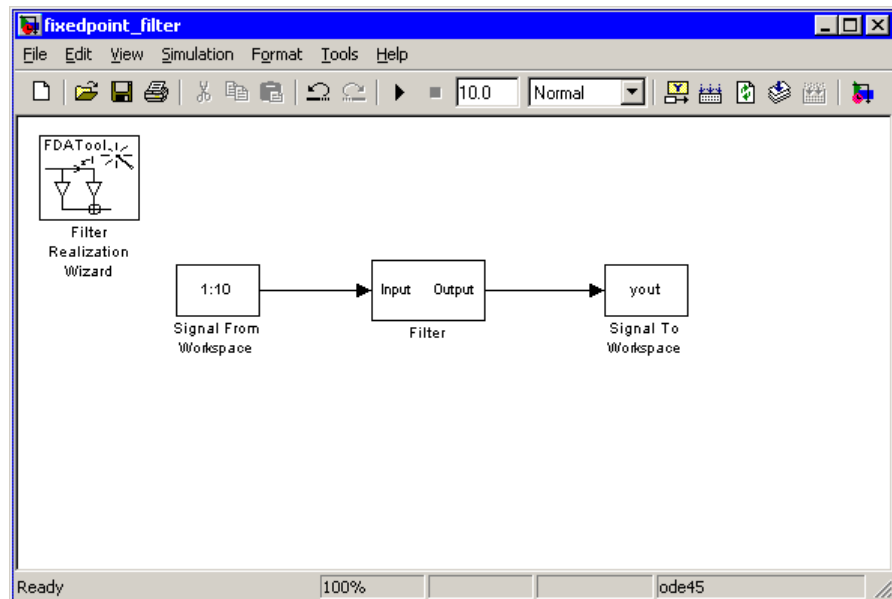 fixedpoint_filter
File Edit View Simulation Format Tools Help
10.0 Normal
FDATool
Filter
Realization
Wizard
1:10
Signal From
Workspace
Input Output
Filter
yout
Signal To
Workspace
Ready 100% ode45